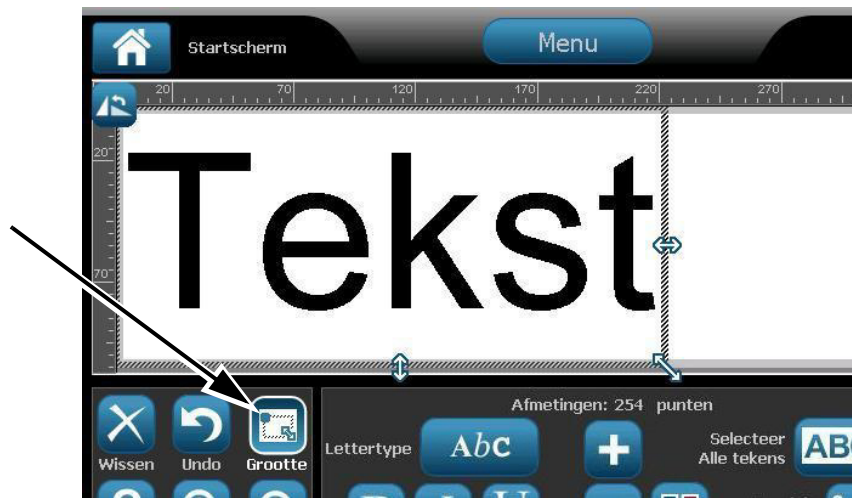 Startscherm
Menu
20 70 120 170 220 270
20
70
Tekst
Afmetingen: 254 punten
Lettertype
AbC
Selecteer
Alle tekens
Wissen
Undo
Grootte